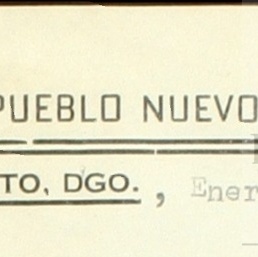 PUEBLO NUEVO
TO, DGO. , Ener